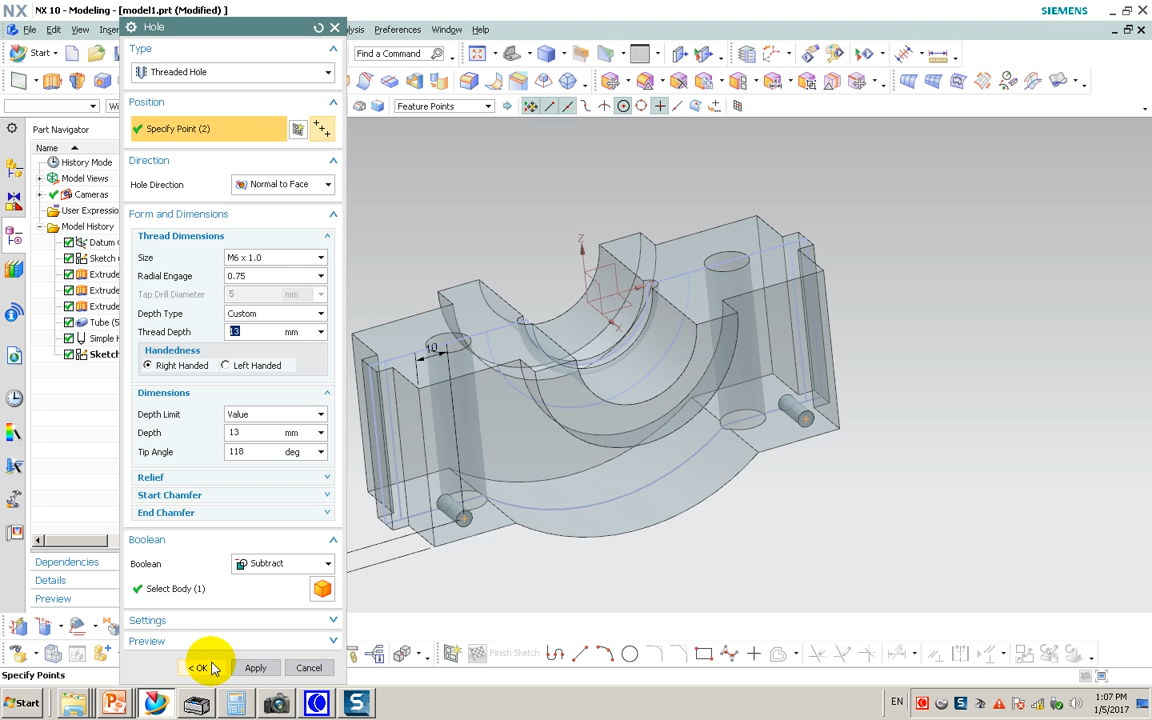 NX 10 - Modeling - [model1.prt (Modified) ]
SIEMENS
File Edit View Inser
Hole
alysis Preferences Window Help
Start
Find a Command
Type
Threaded Hole
Wi
Feature Points
Position
Specify Point (2)
Direction
Hole Direction
Normal to Face
Form and Dimensions
Thread Dimensions
Size
M6 x 1.0
Radial Engage
0.75
Tap Drill Diameter
5
mm
Depth Type
Custom
Thread Depth
13
mm
Handedness
Right Handed
Left Handed
Dimensions
Depth Limit
Value
Depth
13
mm
Tip Angle
118
deg
Relief
Start Chamfer
End Chamfer
Boolean
Boolean
Subtract
Select Body (1)
Settings
Preview
< OK
Apply
Cancel
Part Navigator
Name
History Mode
Model Views
Cameras
User Expressio
Model History
Datum
Sketch
Extrude
Extrude
Extrude
Tube (5
Simple H
Sketch
Dependencies
Details
Preview
Z
X
10
Finish Sketch
Specify Points
Start
EN
1:07 PM
1/5/2017